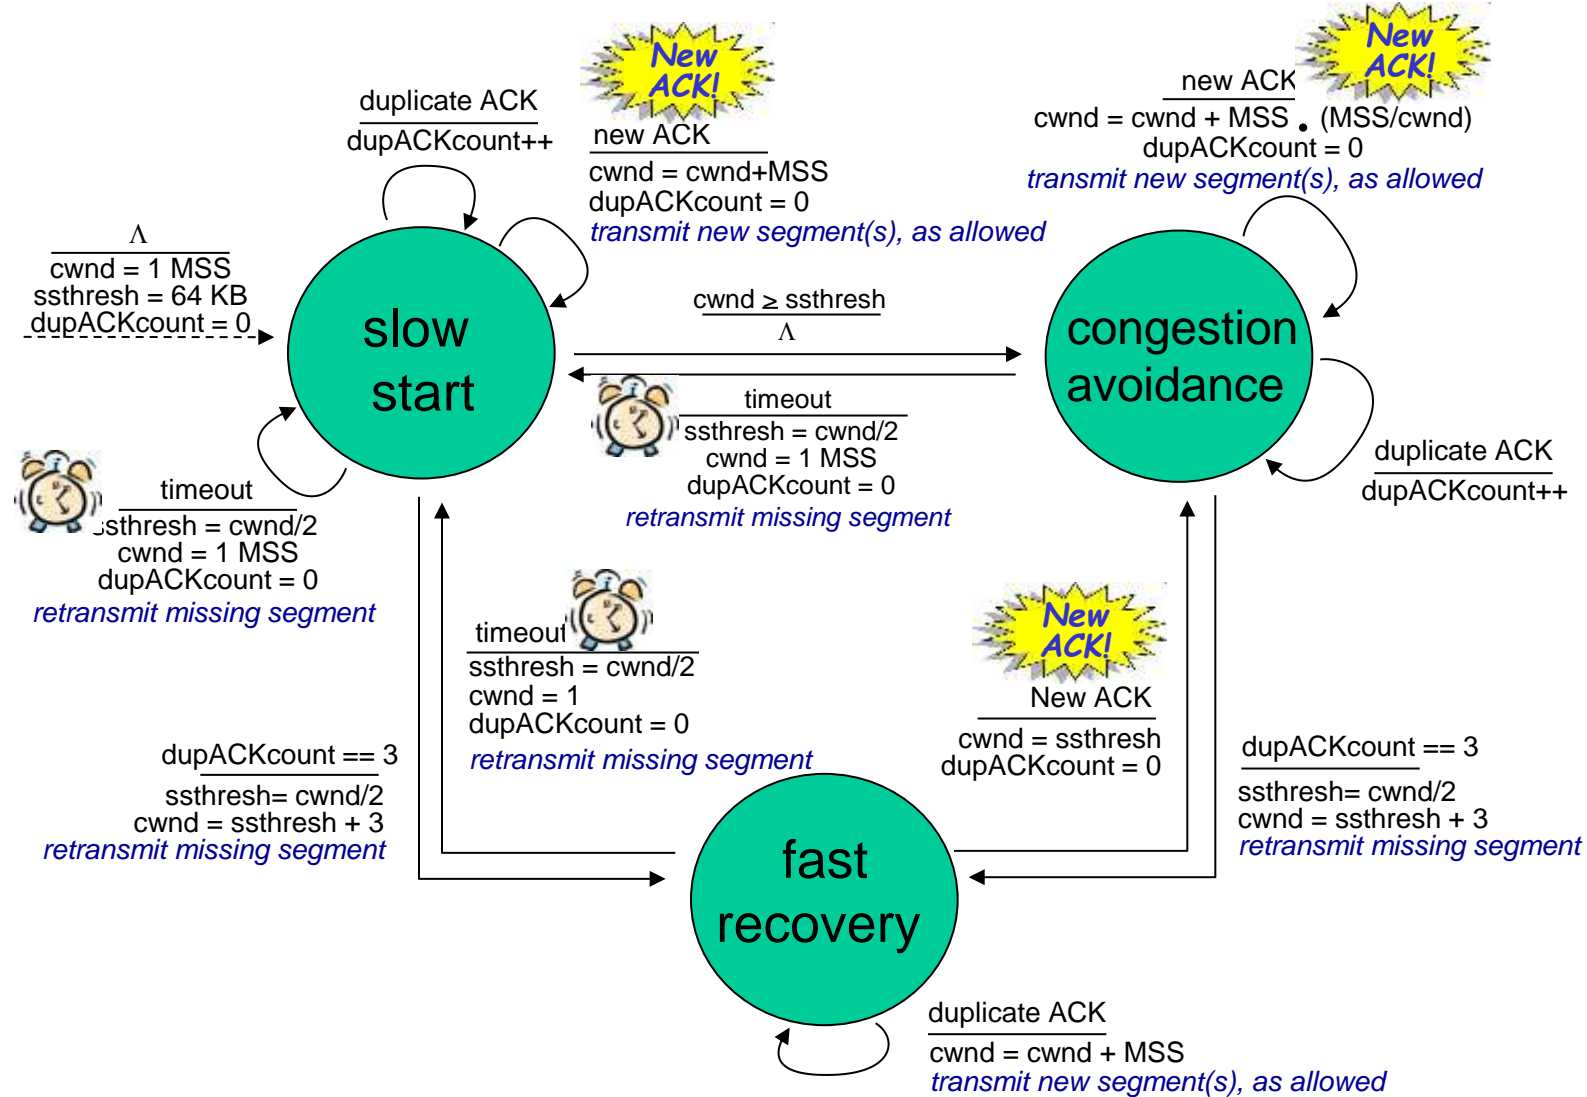 New
ACK!
duplicate ACK
dupACKcount++
new ACK
cwnd = cwnd+MSS
dupACKcount = 0
transmit new segment(s), as allowed
New
ACK!
new ACK
cwnd = cwnd + MSS • (MSS/cwnd)
dupACKcount = 0
transmit new segment(s), as allowed
Λ
cwnd = 1 MSS
ssthresh = 64 KB
dupACKcount = 0
slow
start
cwnd ≥ ssthresh
Λ
congestion
avoidance
timeout
ssthresh = cwnd/2
cwnd = 1 MSS
dupACKcount = 0
retransmit missing segment
duplicate ACK
dupACKcount++
timeout
ssthresh = cwnd/2
cwnd = 1 MSS
dupACKcount = 0
retransmit missing segment
timeout
ssthresh = cwnd/2
cwnd = 1
dupACKcount = 0
retransmit missing segment
New
ACK!
New ACK
cwnd = ssthresh
dupACKcount = 0
dupACKcount == 3
ssthresh= cwnd/2
cwnd = ssthresh + 3
retransmit missing segment
dupACKcount == 3
ssthresh= cwnd/2
cwnd = ssthresh + 3
retransmit missing segment
fast
recovery
duplicate ACK
cwnd = cwnd + MSS
transmit new segment(s), as allowed